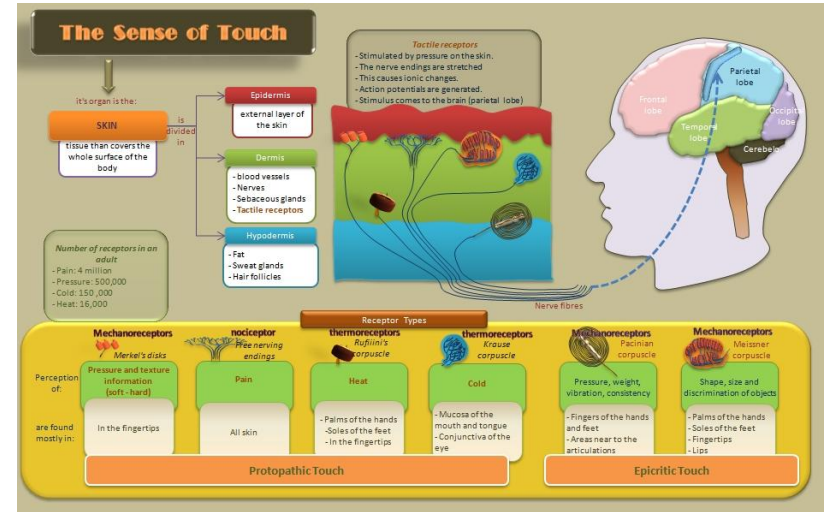 The Sense of Touch
it's organ is the:
SKIN
tissue than covers the
whole surface of the
body
is
divided
in
Epidermis
external layer of
the skin
Dermis
- blood vessels
- Nerves
- Sebaceous glands
- Tactile receptors
Hypodermis
- Fat
- Sweat glands
- Hair follicles
Tactile receptors
- Stimulated by pressure on the skin.
- The nerve endings are stretched
- This causes ionic changes.
- Action potentials are generated.
- Stimulus comes to the brain (parietal lobe)
Frontal
lobe
Parietal
lobe
Occipital
lobe
Temporal
lobe
Cerebelo
Nerve fibres
Number of receptors in an
adult
- Pain: 4 million
- Pressure: 500,000
- Cold: 150 ,000
- Heat: 16,000
Receptor Types
Perception
of:
are found
mostly in:
Mechanoreceptors
Merkel's disks
Pressure and texture
information
(soft - hard)
In the fingertips
nociceptor
Free nerving
endings
Pain
All skin
thermoreceptors
Rufiini's
corpuscle
Heat
- Palms of the hands
-Soles of the feet
- In the fingertips
thermoreceptors
Krause
corpuscle
Cold
- Mucosa of the
mouth and tongue
- Conjunctiva of the
eye
Mechanoreceptors
Pacinian
corpuscle
Pressure, weight,
vibration, consistency
- Fingers of the hands
and feet
- Areas near to the
articulations
Mechanoreceptors
Meissner
corpuscle
Shape, size and
discrimination of objects
- Palms of the hands
- Soles of the feet
- Fingertips
- Lips
Protopathic Touch
Epicritic Touch